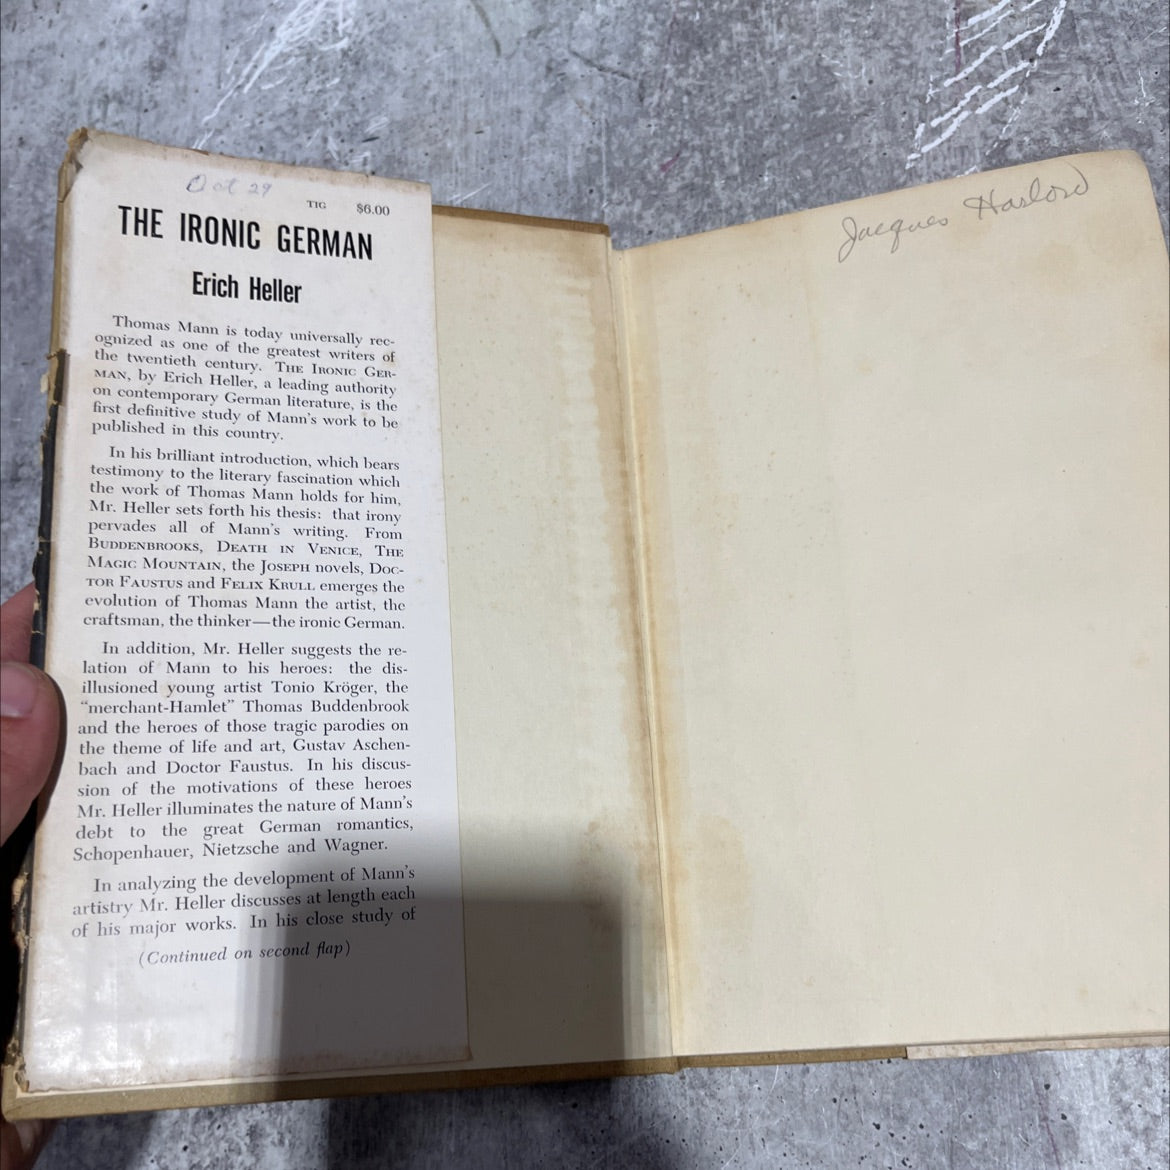 Oct 29
TIG $6.00
THE IRONIC GERMAN
Erich Heller
Thomas Mann is today universally rec-
ognized as one of the greatest writers of
the twentieth century. THE IRONIC GER-
MAN, by Erich Heller, a leading authority
on contemporary German literature, is the
first definitive study of Mann's work to be
published in this country.
In his brilliant introduction, which bears
testimony to the literary fascination which
the work of Thomas Mann holds for him,
Mr. Heller sets forth his thesis: that irony
pervades all of Mann's writing. From
BUDDENBROOKS, DEATH IN VENICE, THE
MAGIC MOUNTAIN, the JOSEPH novels, DOC-
TOR FAUSTUS and FELIX KRULL emerges the
evolution of Thomas Mann the artist, the
craftsman, the thinker—the ironic German.
In addition, Mr. Heller suggests the re-
lation of Mann to his heroes: the dis-
illusioned young artist Tonio Kröger, the
"merchant-Hamlet" Thomas Buddenbrook
and the heroes of those tragic parodies on
the theme of life and art, Gustav Aschen-
bach and Doctor Faustus. In his discus-
sion of the motivations of these heroes
Mr. Heller illuminates the nature of Mann's
debt to the great German romantics,
Schopenhauer, Nietzsche and Wagner.
In analyzing the development of Mann's
artistry Mr. Heller discusses at length each
of his major works. In his close study of
(Continued on second flap)
Jacques